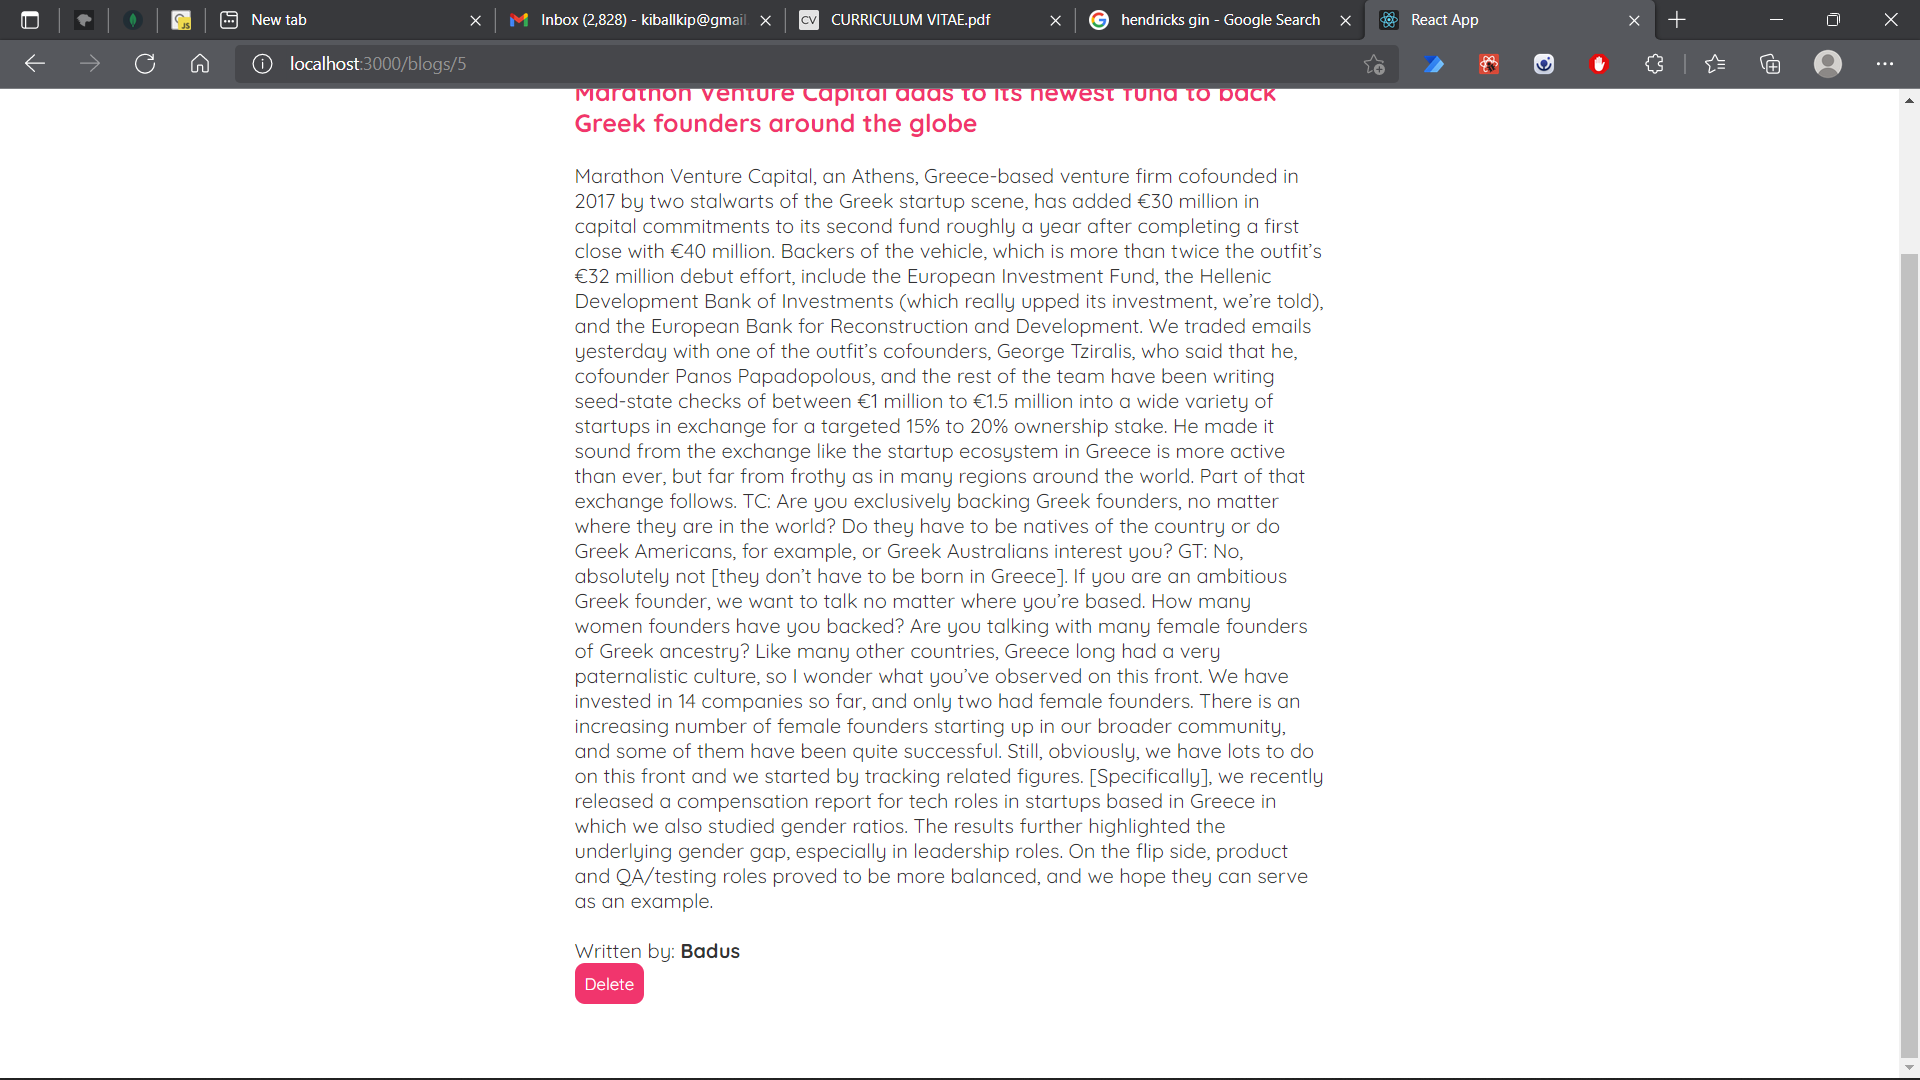 New tab
Inbox (2,828) - kiballkip@gmail
CURRICULUM VITAE.pdf
hendricks gin - Google Search
React App
localhost:3000/blogs/5
Marathon Venture Capital adds to its newest fund to back
Greek founders around the globe
Marathon Venture Capital, an Athens, Greece-based venture firm cofounded in
2017 by two stalwarts of the Greek startup scene, has added €30 million in
capital commitments to its second fund roughly a year after completing a first
close with €40 million. Backers of the vehicle, which is more than twice the outfit’s
€32 million debut effort, include the European Investment Fund, the Hellenic
Development Bank of Investments (which really upped its investment, we’re told),
and the European Bank for Reconstruction and Development. We traded emails
yesterday with one of the outfit’s cofounders, George Tziralis, who said that he,
cofounder Panos Papadopolous, and the rest of the team have been writing
seed-state checks of between €1 million to €1.5 million into a wide variety of
startups in exchange for a targeted 15% to 20% ownership stake. He made it
sound from the exchange like the startup ecosystem in Greece is more active
than ever, but far from frothy as in many regions around the world. Part of that
exchange follows. TC: Are you exclusively backing Greek founders, no matter
where they are in the world? Do they have to be natives of the country or do
Greek Americans, for example, or Greek Australians interest you? GT: No,
absolutely not [they don’t have to be born in Greece]. If you are an ambitious
Greek founder, we want to talk no matter where you’re based. How many
women founders have you backed? Are you talking with many female founders
of Greek ancestry? Like many other countries, Greece long had a very
paternalistic culture, so I wonder what you’ve observed on this front. We have
invested in 14 companies so far, and only two had female founders. There is an
increasing number of female founders starting up in our broader community,
and some of them have been quite successful. Still, obviously, we have lots to do
on this front and we started by tracking related figures. [Specifically], we recently
released a compensation report for tech roles in startups based in Greece in
which we also studied gender ratios. The results further highlighted the
underlying gender gap, especially in leadership roles. On the flip side, product
and QA/testing roles proved to be more balanced, and we hope they can serve
as an example.
Written by: Badus
Delete